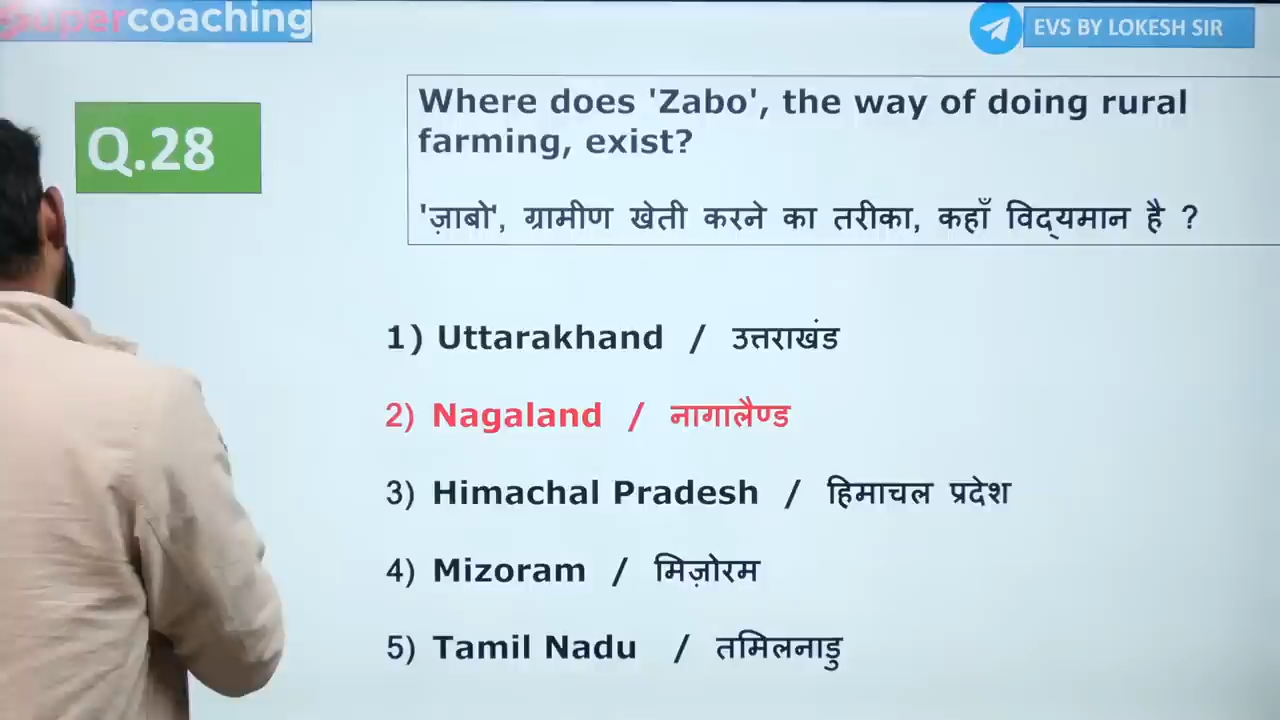 Supercoaching
EVS BY LOKESH SIR
Q.28
Where does 'Zabo', the way of doing rural
farming, exist?
'ज़ाबो', ग्रामीण खेती करने का तरीका, कहाँ विद्यमान है ?
1) Uttarakhand / उत्तराखंड
2) Nagaland / नागालैण्ड
3) Himachal Pradesh / हिमाचल प्रदेश
4) Mizoram / मिज़ोरम
5) Tamil Nadu / तमिलनाडु